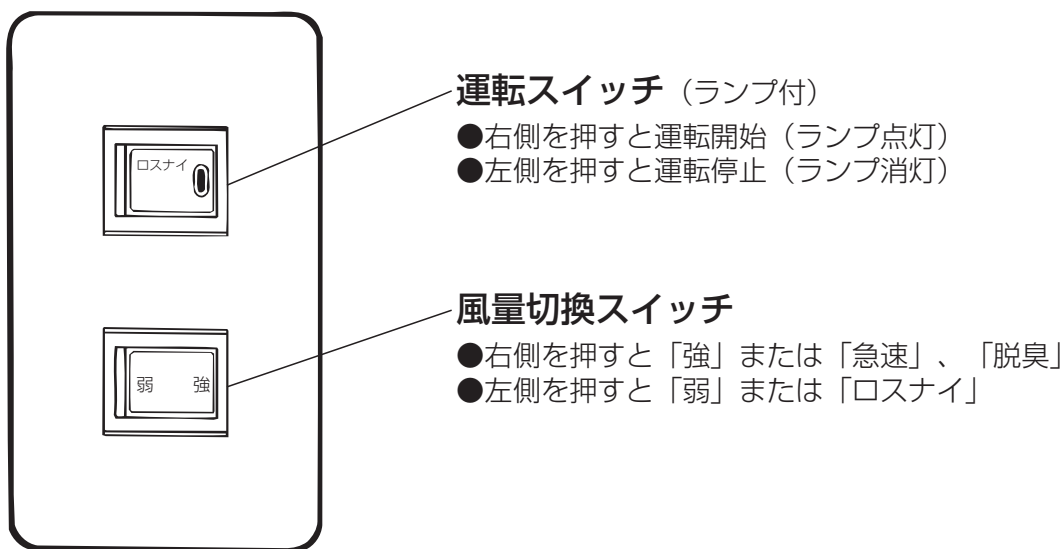 運転スイッチ（ランプ付）
●右側を押すと運転開始（ランプ点灯）
●左側を押すと運転停止（ランプ消灯）
ロスナイ
風量切換スイッチ
●右側を押すと「強」または「急速」、「脱臭」
●左側を押すと「弱」または「ロスナイ」
弱 強